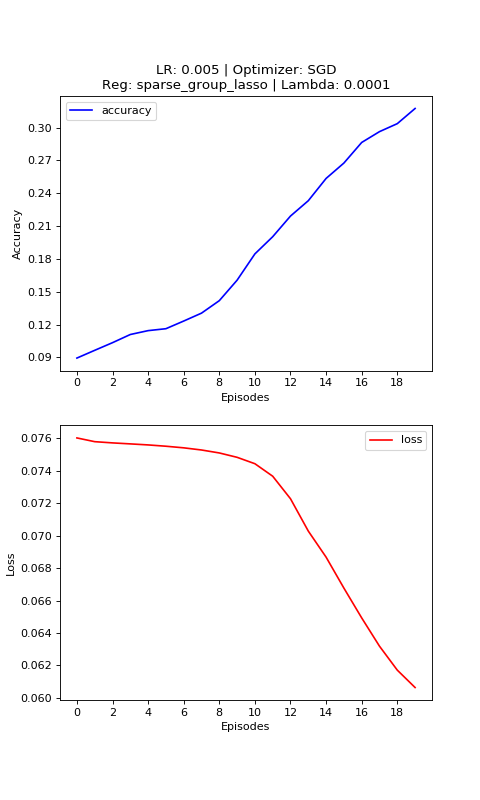 LR: 0.005 | Optimizer: SGD
Reg: sparse_group_lasso | Lambda: 0.0001
accuracy
0.30
0.27
0.24
0.21
0.18
0.15
0.12
0.09
Accuracy
0 2 4 6 8 10 12 14 16 18
Episodes
loss
0.076
0.074
0.072
0.070
0.068
0.066
0.064
0.062
0.060
Loss
0 2 4 6 8 10 12 14 16 18
Episodes